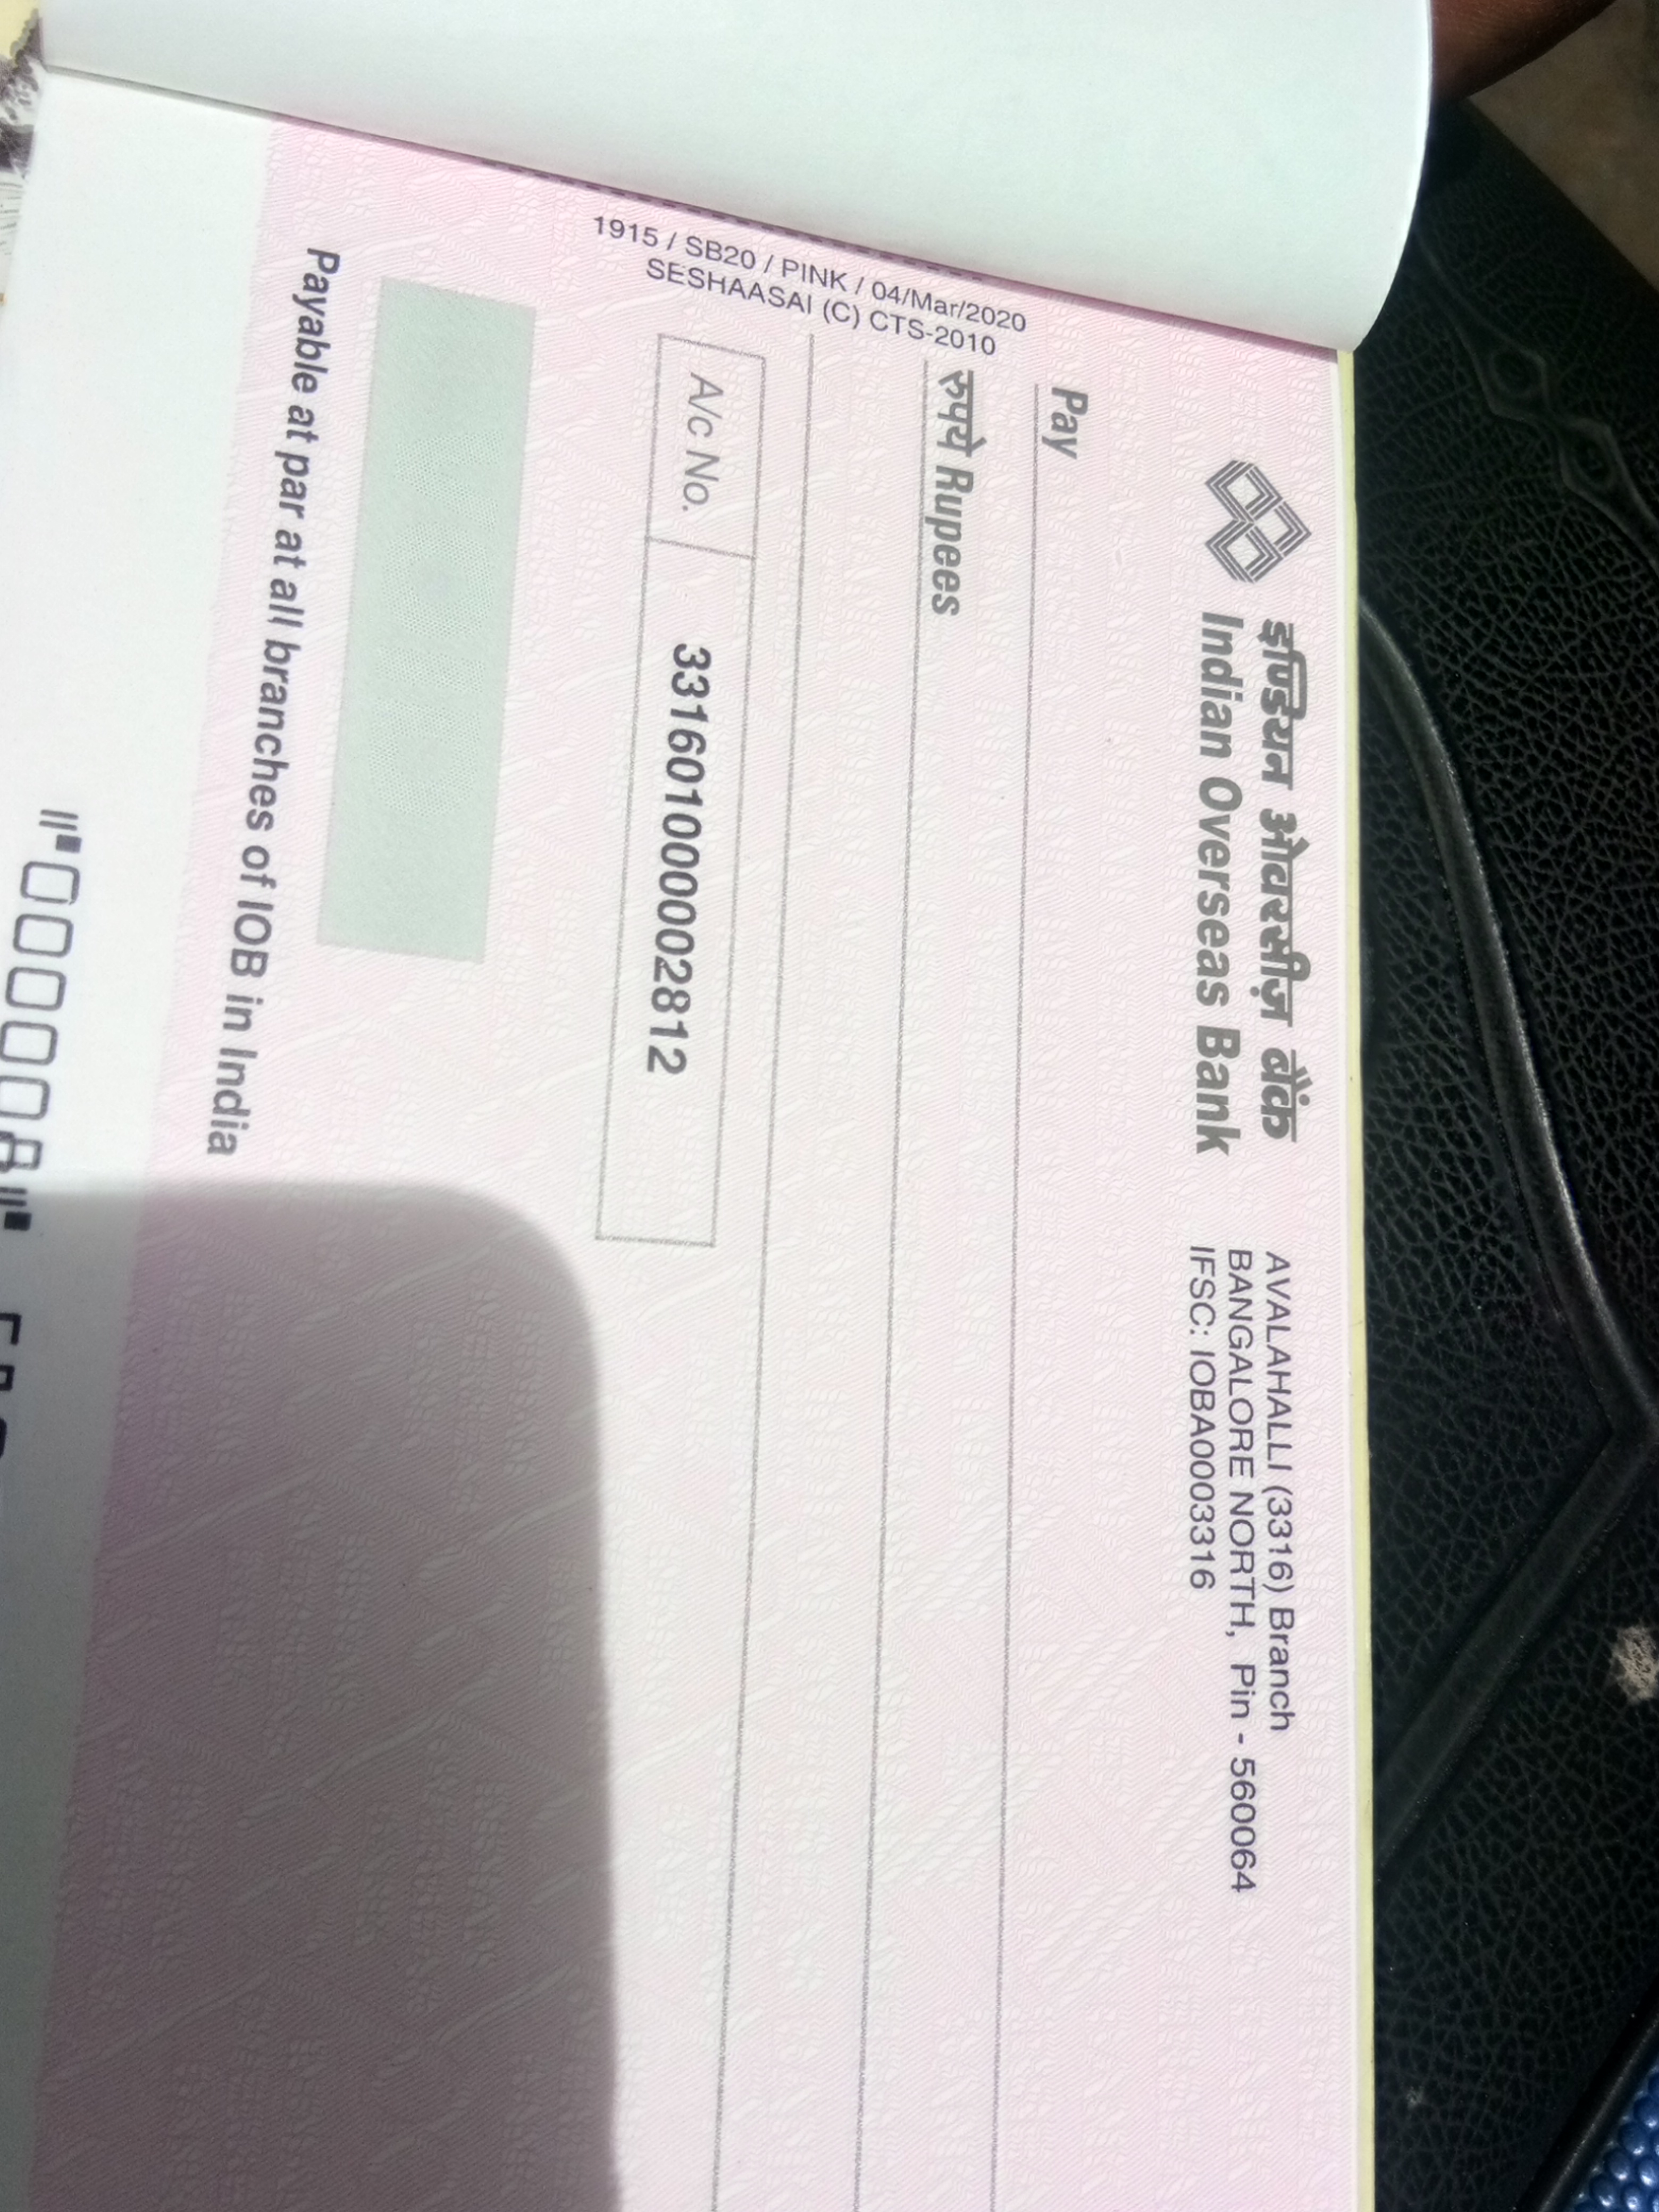 इण्डियन ओवरसीज़ बैंक
Indian Overseas Bank
AVALAHALLI (3316) Branch
BANGALORE NORTH, Pin - 560064
IFSC: IOBA0003316
Pay
रुपये Rupees
A/c No. 331601000002812
1915 / SB20 / PINK / 04/Mar/2020
SESHAASAI (C) CTS-2010
Payable at par at all branches of IOB in India